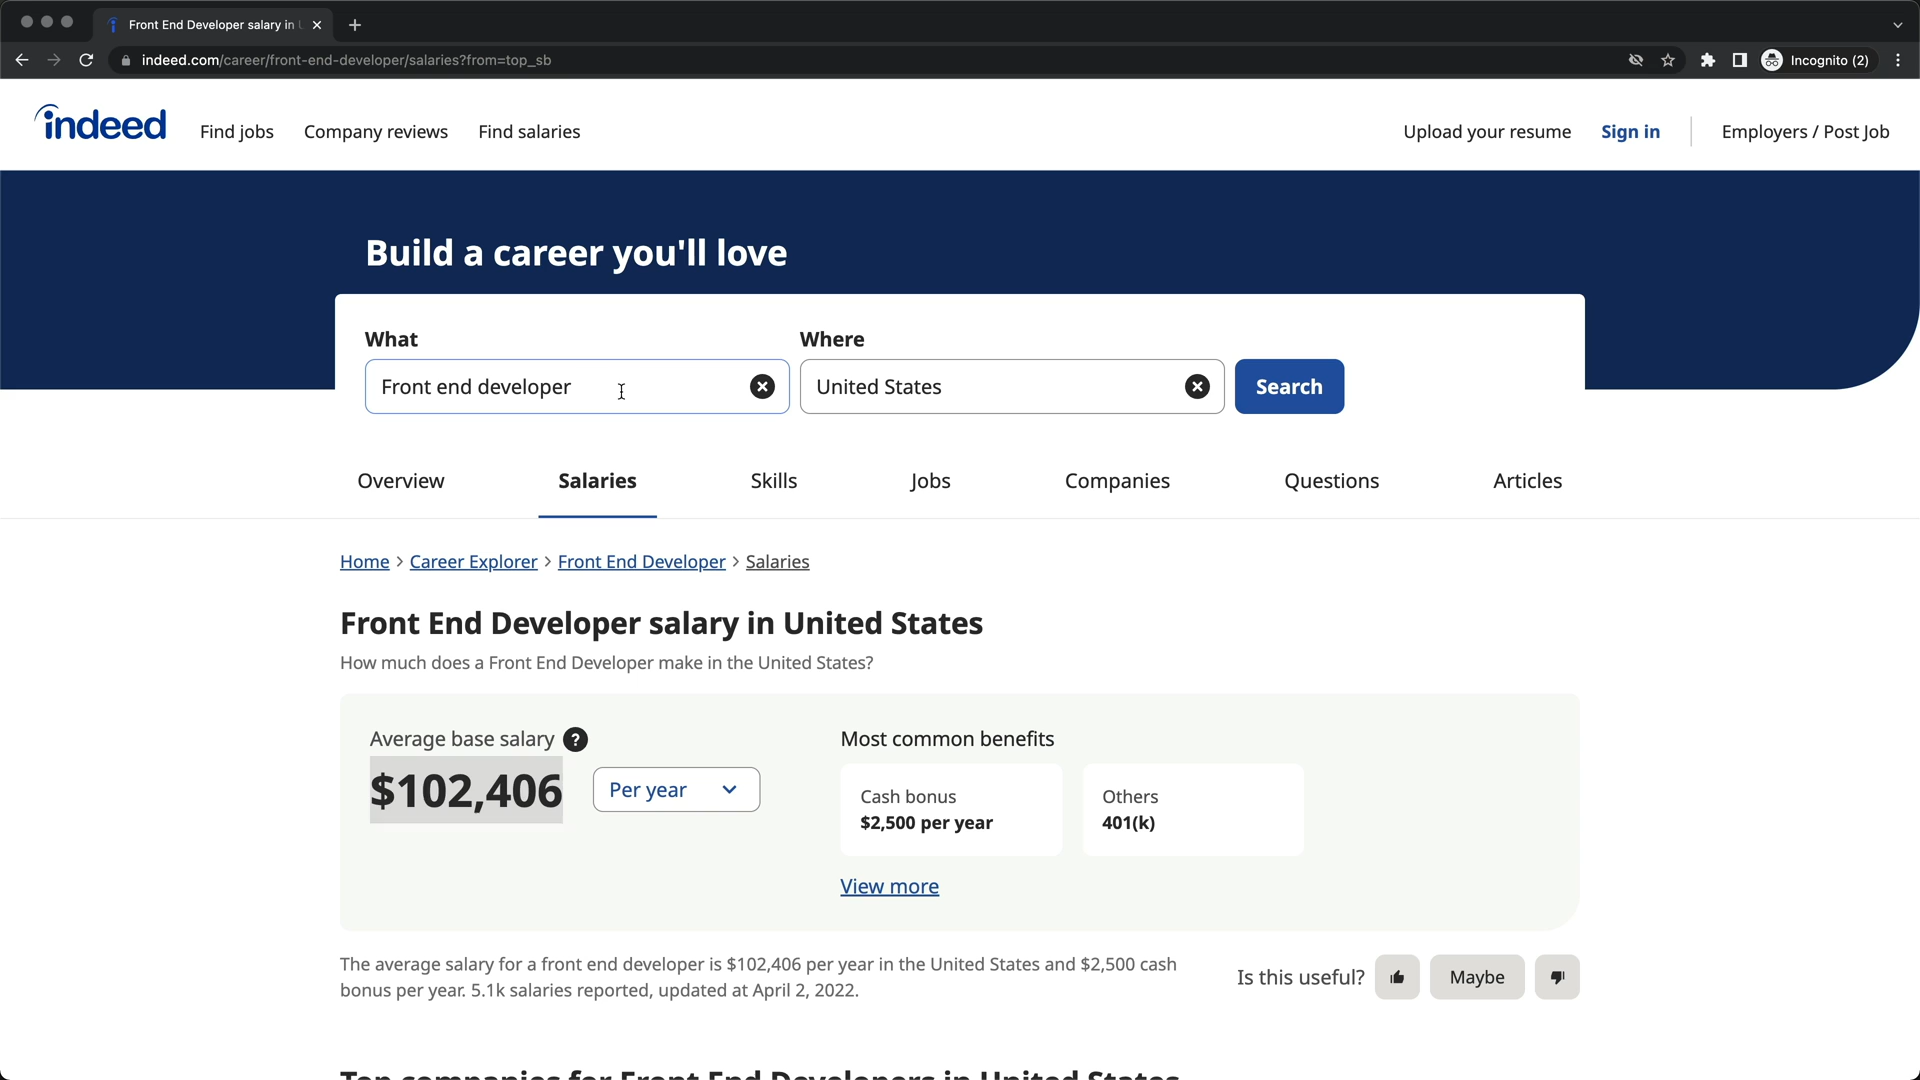 Front End Developer salary in U
indeed.com/career/front-end-developer/salaries?from=top_sb
Incognito (2)
indeed
Find jobs
Company reviews
Find salaries
Upload your resume
Sign in
Employers / Post Job
Build a career you'll love
What
Where
Front end developer
United States
Search
Overview
Salaries
Skills
Jobs
Companies
Questions
Articles
Home > Career Explorer > Front End Developer > Salaries
Front End Developer salary in United States
How much does a Front End Developer make in the United States?
Average base salary ?
$102,406
Per year
Most common benefits
Cash bonus
$2,500 per year
Others
401(k)
View more
The average salary for a front end developer is $102,406 per year in the United States and $2,500 cash
bonus per year. 5.1k salaries reported, updated at April 2, 2022.
Is this useful?
Maybe
Top companies for Front End Developers in United States